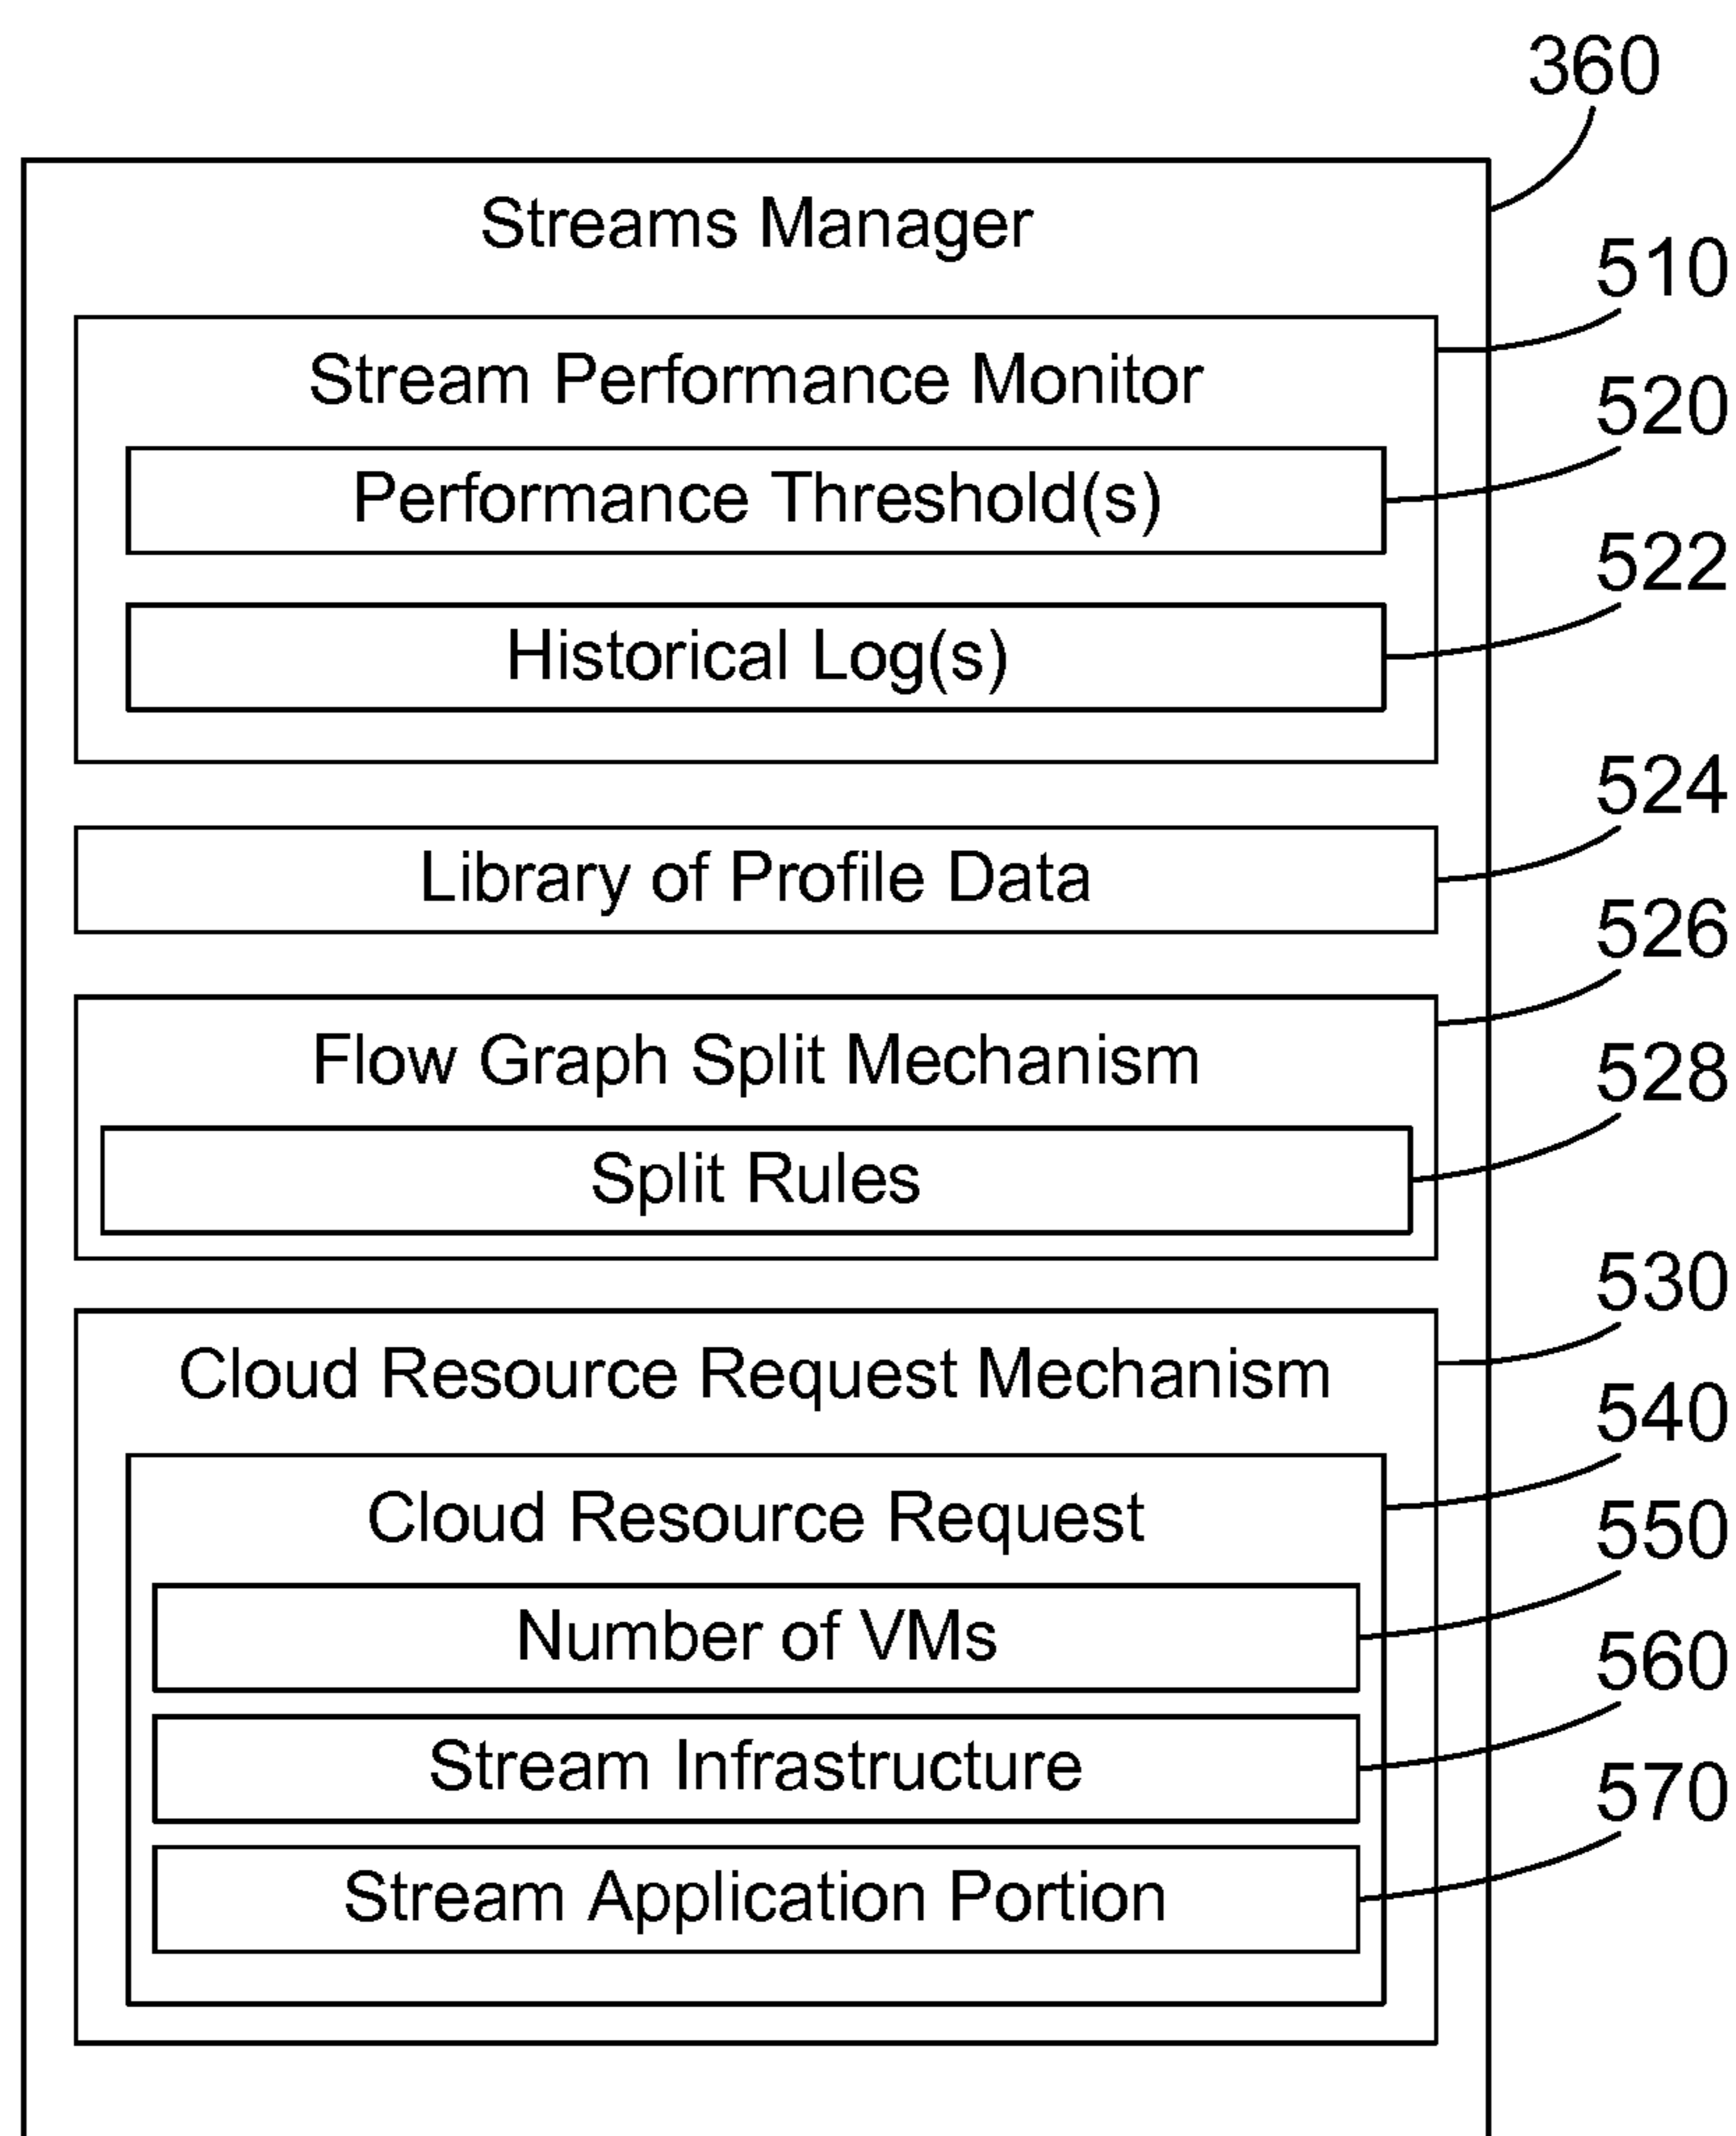 360
Streams Manager
510
Stream Performance Monitor
520
Performance Threshold(s)
522
Historical Log(s)
524
Library of Profile Data
526
Flow Graph Split Mechanism
528
Split Rules
530
Cloud Resource Request Mechanism
540
Cloud Resource Request
550
Number of VMs
560
Stream Infrastructure
570
Stream Application Portion